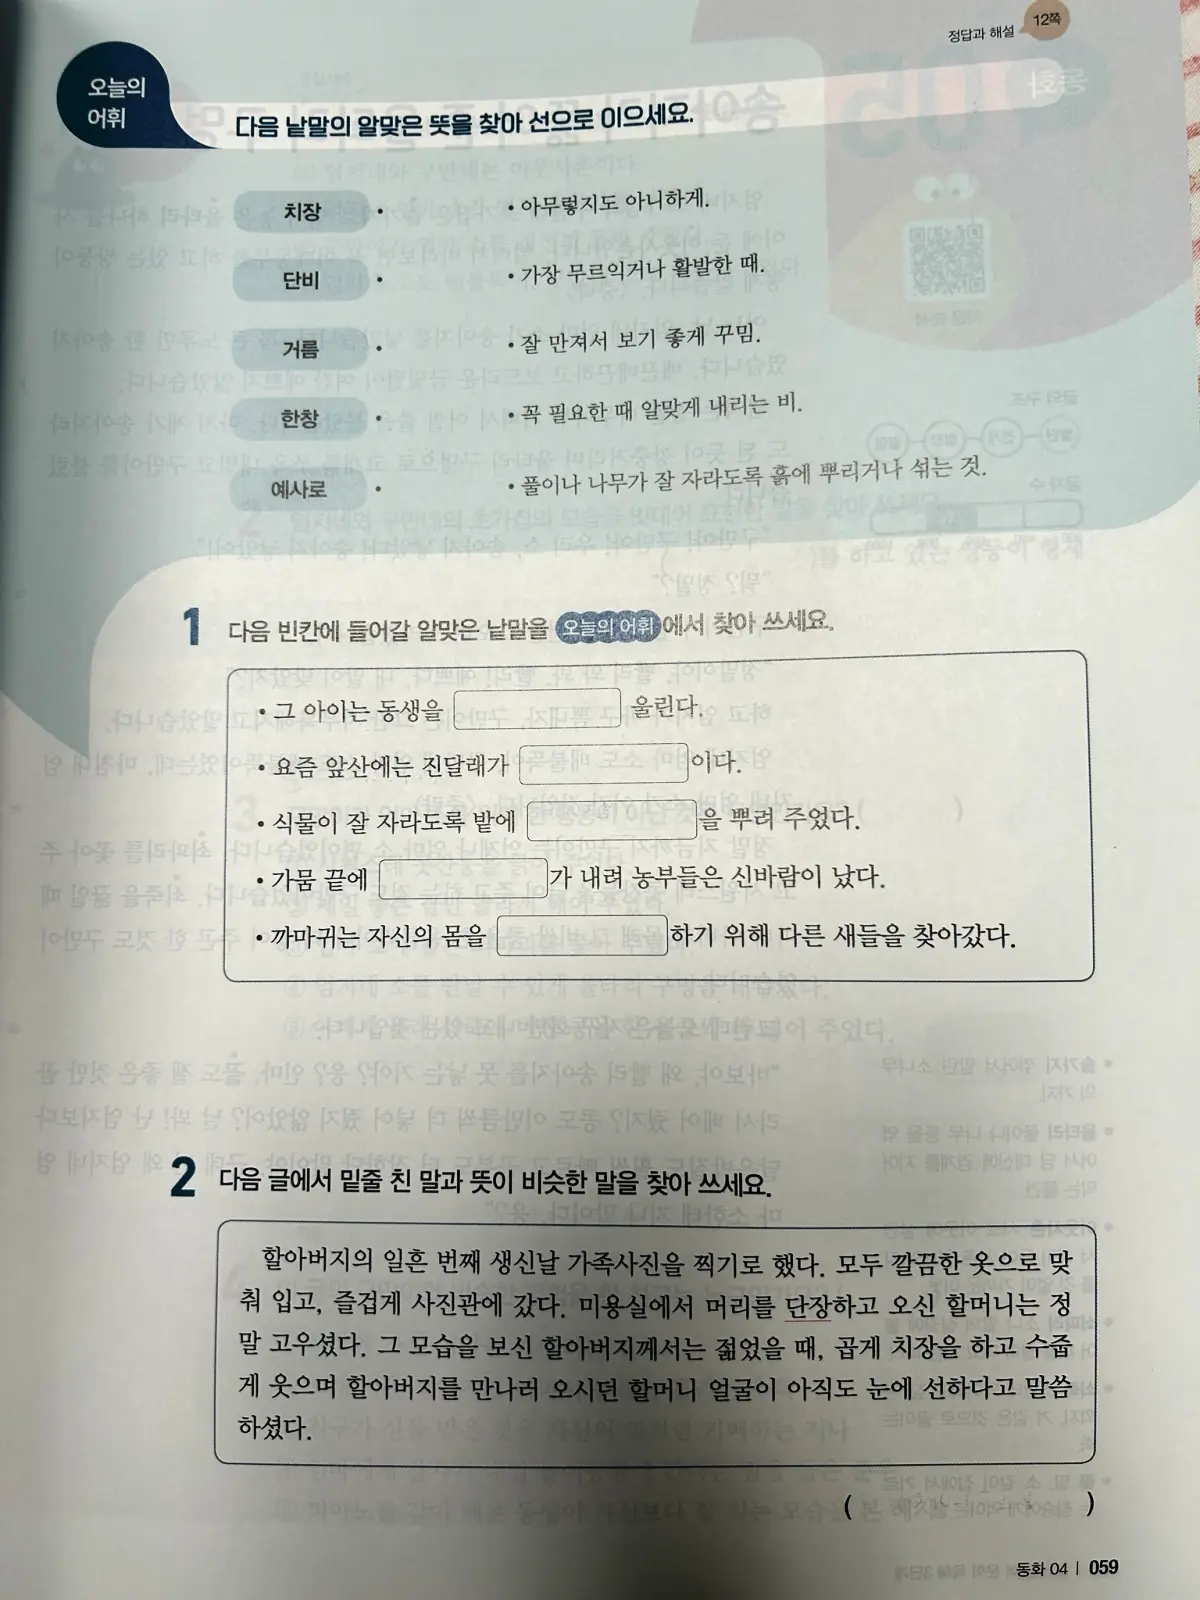 정답과 해설 12쪽
오늘의
어휘
다음 낱말의 알맞은 뜻을 찾아 선으로 이으세요.
치장 • • 아무렇지도 아니하게.
단비 • • 가장 무르익거나 활발한 때.
거름 • • 잘 만져서 보기 좋게 꾸밈.
한창 • • 꼭 필요한 때 알맞게 내리는 비.
예사로 • • 풀이나 나무가 잘 자라도록 흙에 뿌리거나 섞는 것.
1 다음 빈칸에 들어갈 알맞은 낱말을 오늘의 어휘에서 찾아 쓰세요.
• 그 아이는 동생을 울린다.
• 요즘 앞산에는 진달래가 이다.
• 식물이 잘 자라도록 밭에 을 뿌려 주었다.
• 가뭄 끝에 가 내려 농부들은 신바람이 났다.
• 까마귀는 자신의 몸을 하기 위해 다른 새들을 찾아갔다.
2 다음 글에서 밑줄 친 말과 뜻이 비슷한 말을 찾아 쓰세요.
할아버지의 일흔 번째 생신날 가족사진을 찍기로 했다. 모두 깔끔한 옷으로 맞
춰 입고, 즐겁게 사진관에 갔다. 미용실에서 머리를 단장하고 오신 할머니는 정
말 고우셨다. 그 모습을 보신 할아버지께서는 젊었을 때, 곱게 치장을 하고 수줍
게 웃으며 할아버지를 만나러 오시던 할머니 얼굴이 아직도 눈에 선하다고 말씀
하셨다.
( )
동화 04 | 059